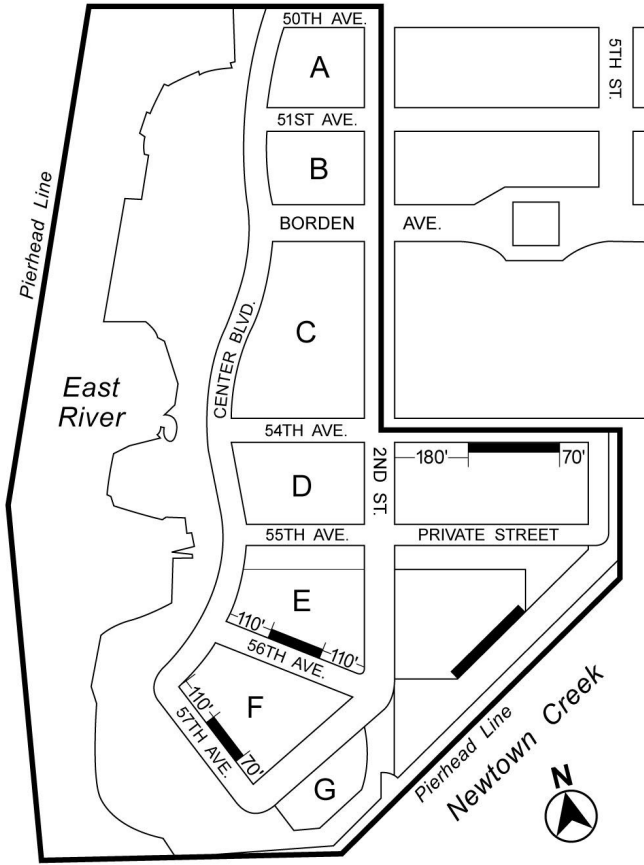 50TH AVE.
A
5TH ST.
51ST AVE.
B
BORDEN AVE.
Pierhead Line
C
CENTER BLVD.
East
River
54TH AVE.
2ND ST.
180'
70'
D
55TH AVE.
PRIVATE STREET
E
110'
110'
56TH AVE.
110'
F
57TH AVE.
70'
G
Pierhead Line
Newtown Creek
N